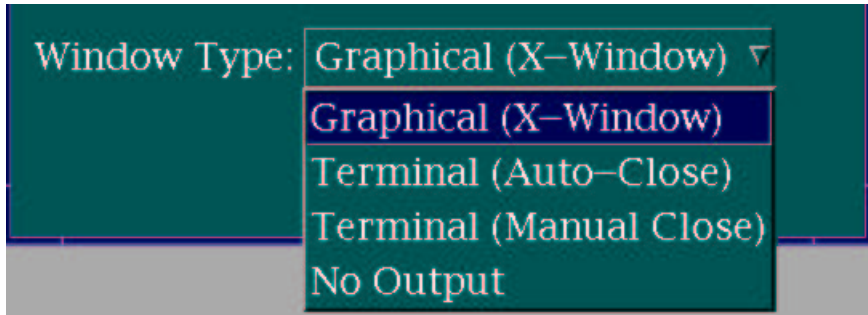 Window Type: Graphical (X-Window)
Graphical (X-Window)
Terminal (Auto-Close)
Terminal (Manual Close)
No Output